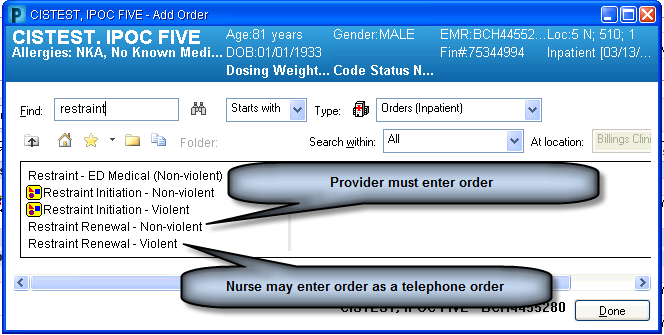 CISTEST, IPOC FIVE - Add Order
CISTEST, IPOC FIVE Age:81 years Gender:MALE EMR:BCH44552... Loc:5 N; 510; 1
Allergies: NKA, No Known Medi... DOB:01/01/1933 Fin#:75344994 Inpatient [03/13/...
Dosing Weight... Code Status N...
Find: restraint Starts with Type: Orders (Inpatient)
Folder: Search within: All At location: Billings Clini
Restraint - ED Medical (Non-violent)
Restraint Initiation - Non-violent
Restraint Initiation - Violent
Restraint Renewal - Non-violent
Restraint Renewal - Violent
Provider must enter order
Nurse may enter order as a telephone order
CISTEST, IPOC FIVE - BCH4455280
Done